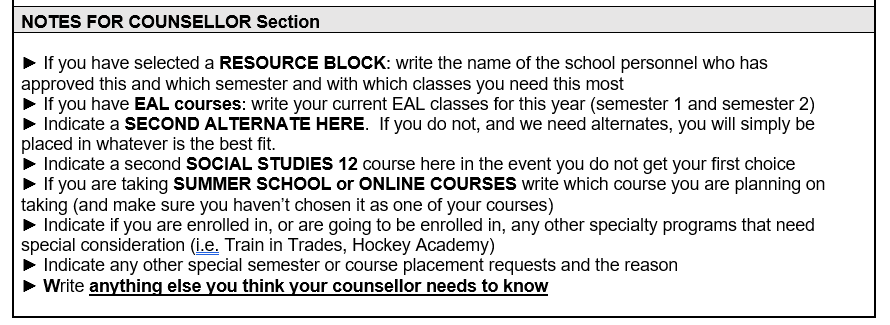 NOTES FOR COUNSELLOR Section
► If you have selected a RESOURCE BLOCK: write the name of the school personnel who has
approved this and which semester and with which classes you need this most
► If you have EAL courses: write your current EAL classes for this year (semester 1 and semester 2)
► Indicate a SECOND ALTERNATE HERE.  If you do not, and we need alternates, you will simply be
placed in whatever is the best fit.
► Indicate a second SOCIAL STUDIES 12 course here in the event you do not get your first choice
► If you are taking SUMMER SCHOOL or ONLINE COURSES write which course you are planning on
taking (and make sure you haven’t chosen it as one of your courses)
► Indicate if you are enrolled in, or are going to be enrolled in, any other specialty programs that need
special consideration (i.e. Train in Trades, Hockey Academy)
► Indicate any other special semester or course placement requests and the reason
► Write anything else you think your counsellor needs to know